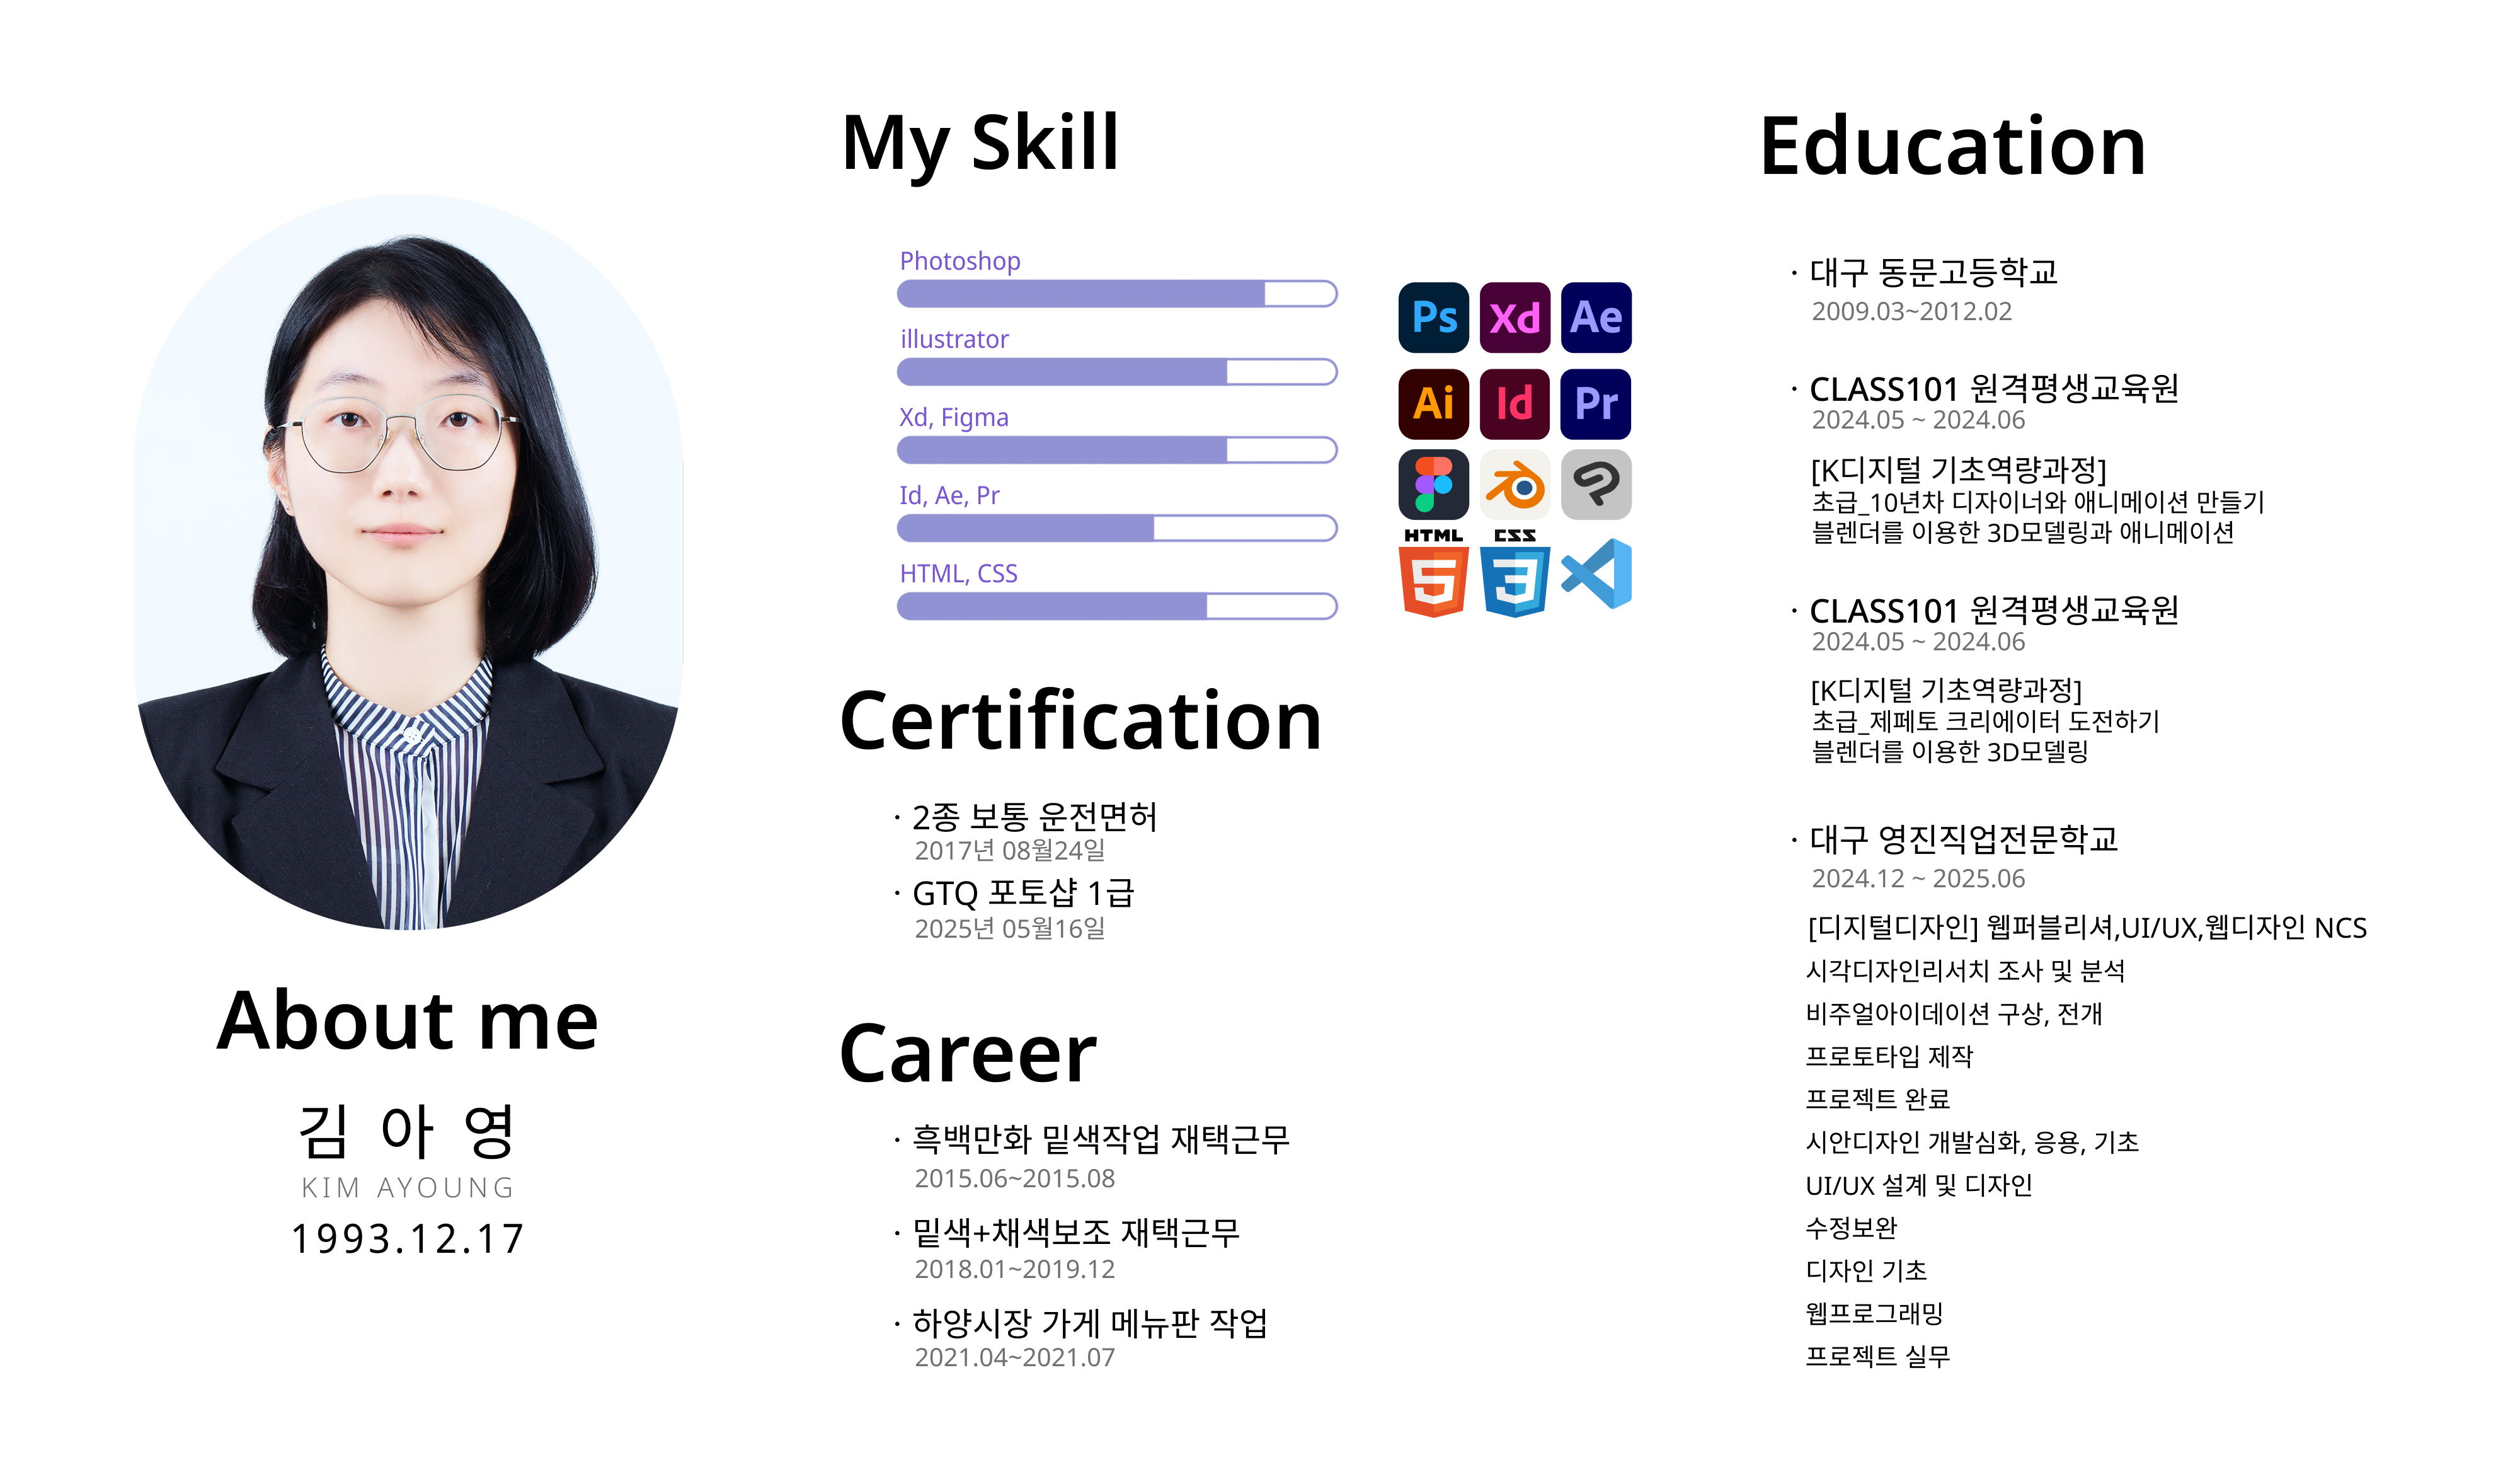 About me
김 아 영
KIM AYOUNG
1993.12.17
My Skill
Photoshop
illustrator
Xd, Figma
Id, Ae, Pr
HTML, CSS
Ps Xd Ae
Ai Id Pr
HTML CSS
5 3
Certification
· 2종 보통 운전면허
2017년 08월24일
· GTQ 포토샵 1급
2025년 05월16일
Career
· 흑백만화 밑색작업 재택근무
2015.06~2015.08
· 밑색+채색보조 재택근무
2018.01~2019.12
· 하양시장 가게 메뉴판 작업
2021.04~2021.07
Education
· 대구 동문고등학교
2009.03~2012.02
· CLASS101 원격평생교육원
2024.05 ~ 2024.06
[K디지털 기초역량과정]
초급_10년차 디자이너와 애니메이션 만들기
블렌더를 이용한 3D모델링과 애니메이션
· CLASS101 원격평생교육원
2024.05 ~ 2024.06
[K디지털 기초역량과정]
초급_제페토 크리에이터 도전하기
블렌더를 이용한 3D모델링
· 대구 영진직업전문학교
2024.12 ~ 2025.06
[디지털디자인] 웹퍼블리셔,UI/UX,웹디자인 NCS
시각디자인리서치 조사 및 분석
비주얼아이데이션 구상, 전개
프로토타입 제작
프로젝트 완료
시안디자인 개발심화, 응용, 기초
UI/UX 설계 및 디자인
수정보완
디자인 기초
웹프로그래밍
프로젝트 실무